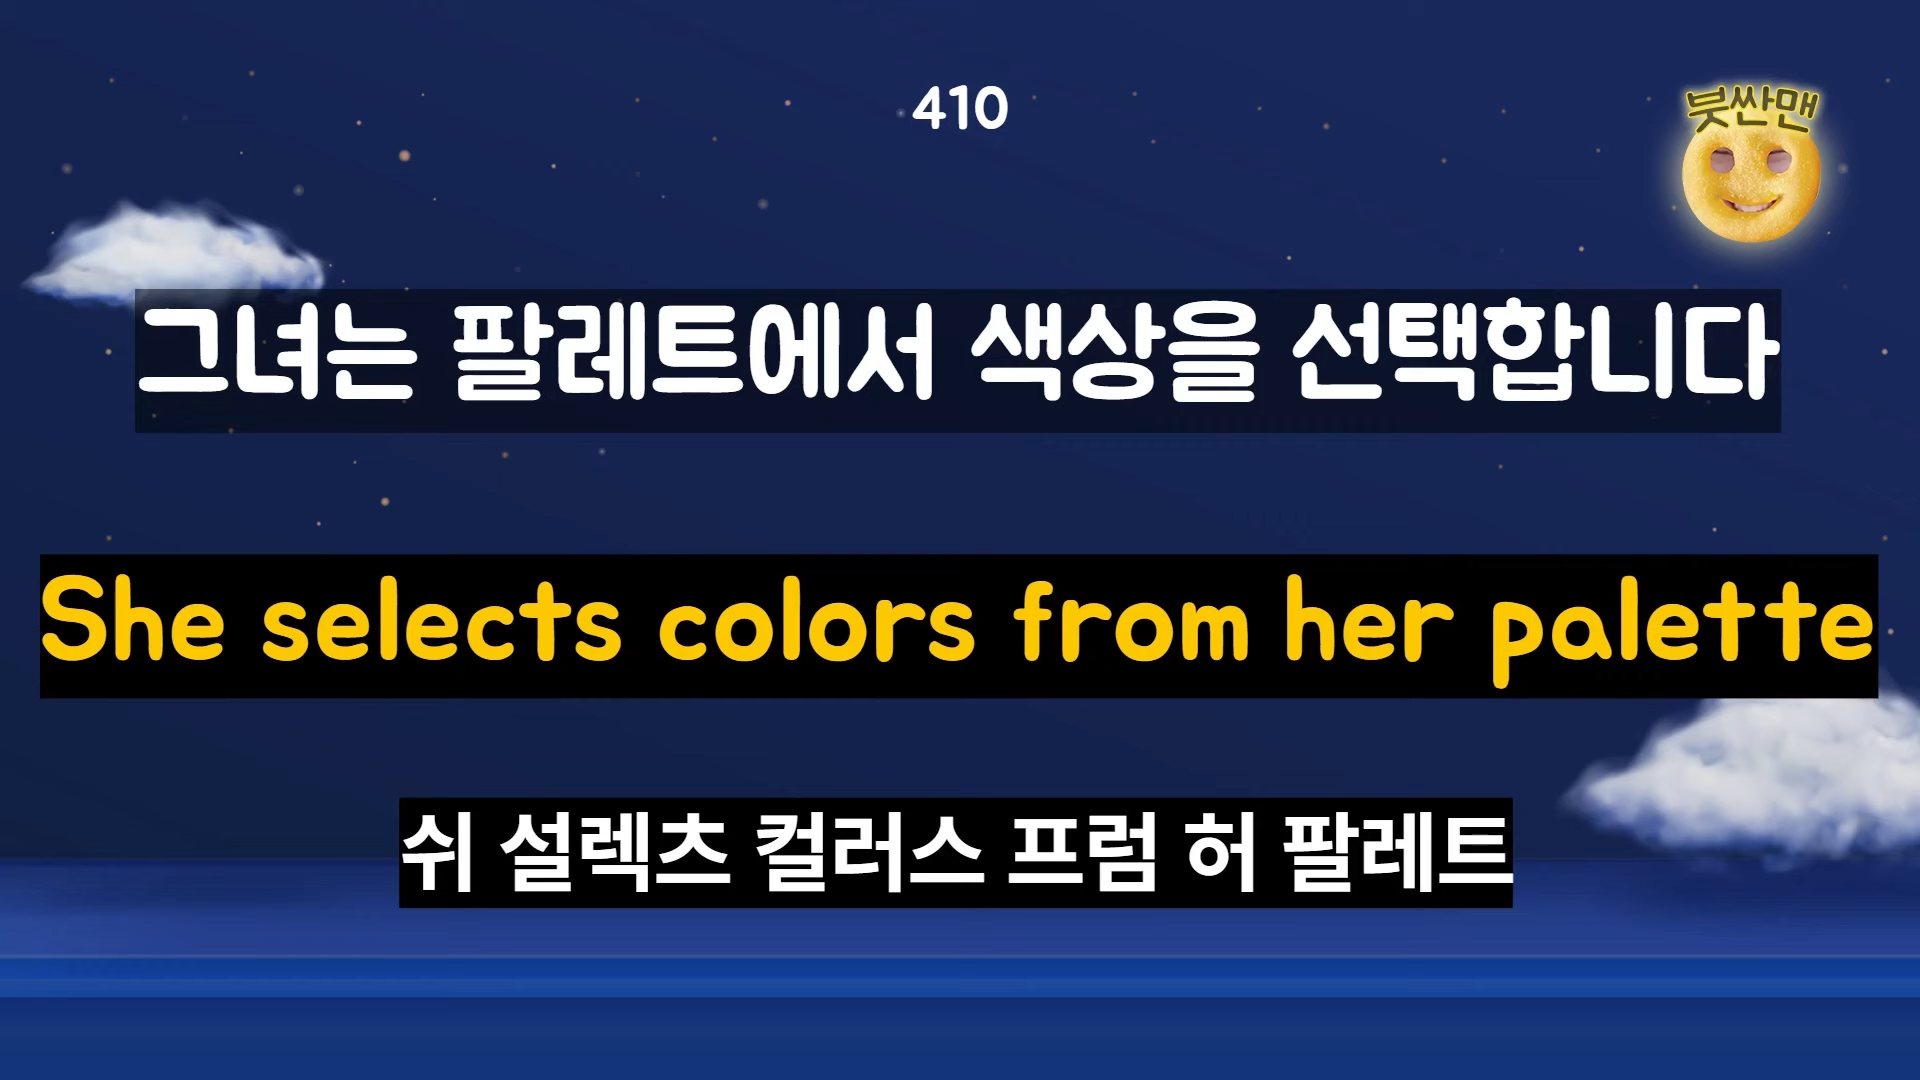 410
붓싼맨
그녀는 팔레트에서 색상을 선택합니다
She selects colors from her palette
쉬 설렉츠 컬러스 프럼 허 팔레트